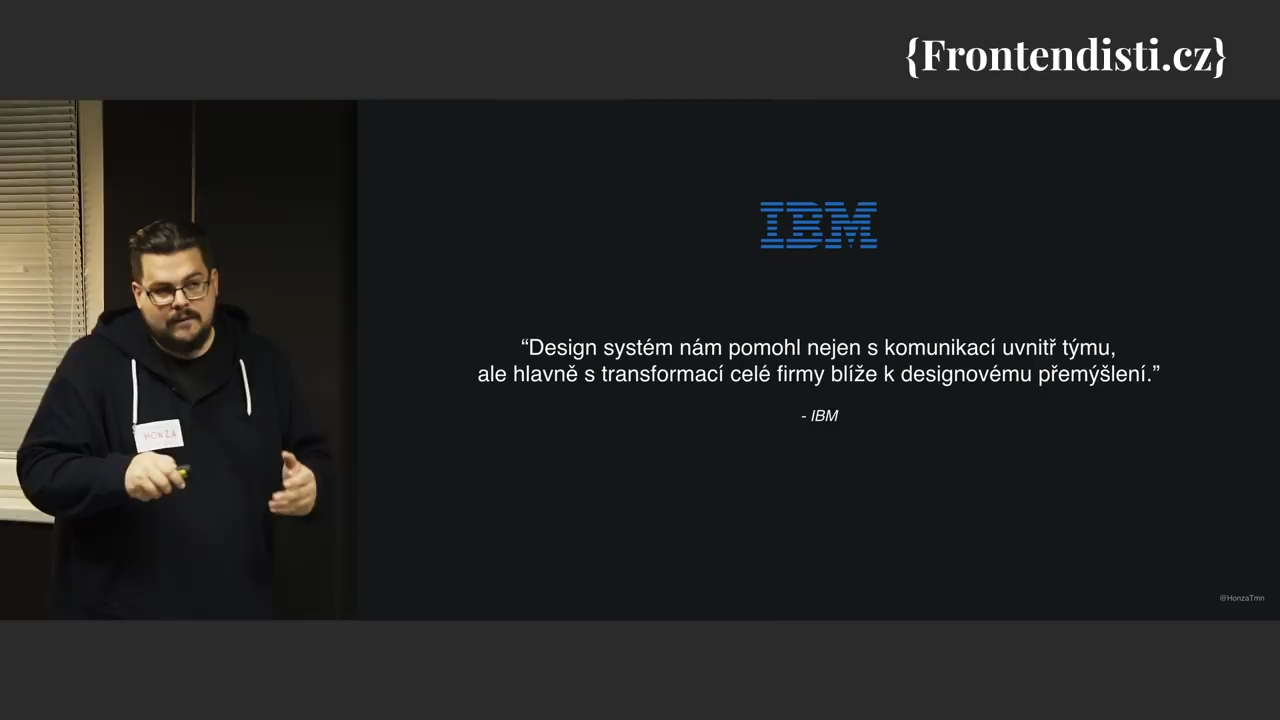 {Frontendisti.cz}
IBM
“Design systém nám pomohl nejen s komunikací uvnitř týmu,
ale hlavně s transformací celé firmy blíže k designovému přemýšlení.”
- IBM
HONZA
@HonzaTmn